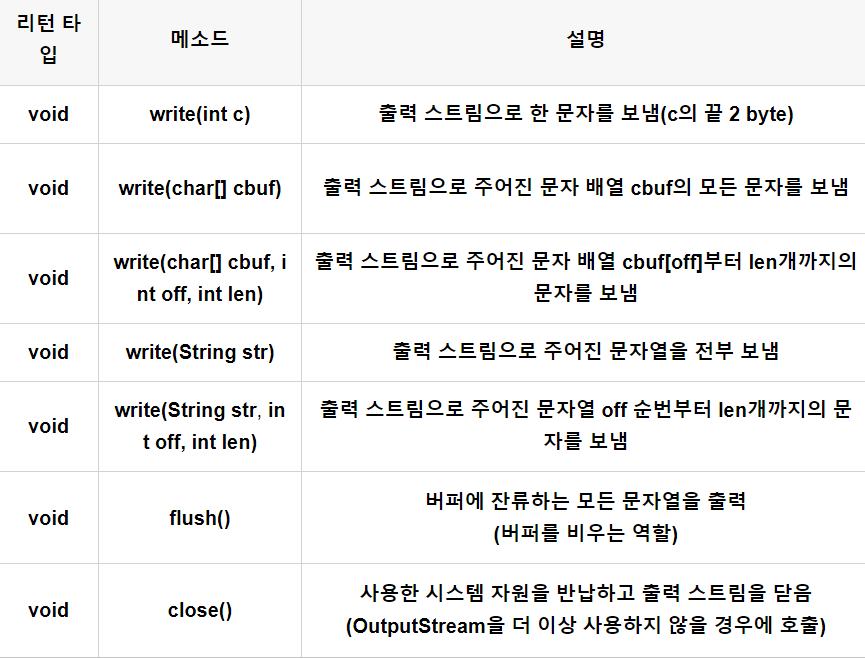 리턴 타
입
메소드
설명
void
write(int c)
출력 스트림으로 한 문자를 보냄(c의 끝 2 byte)
void
write(char[] cbuf)
출력 스트림으로 주어진 문자 배열 cbuf의 모든 문자를 보냄
void
write(char[] cbuf, i
nt off, int len)
출력 스트림으로 주어진 문자 배열 cbuf[off]부터 len개까지의
문자를 보냄
void
write(String str)
출력 스트림으로 주어진 문자열을 전부 보냄
void
write(String str, in
t off, int len)
출력 스트림으로 주어진 문자열 off 순번부터 len개까지의 문
자를 보냄
void
flush()
버퍼에 잔류하는 모든 문자열을 출력
(버퍼를 비우는 역할)
void
close()
사용한 시스템 자원을 반납하고 출력 스트림을 닫음
(OutputStream을 더 이상 사용하지 않을 경우에 호출)